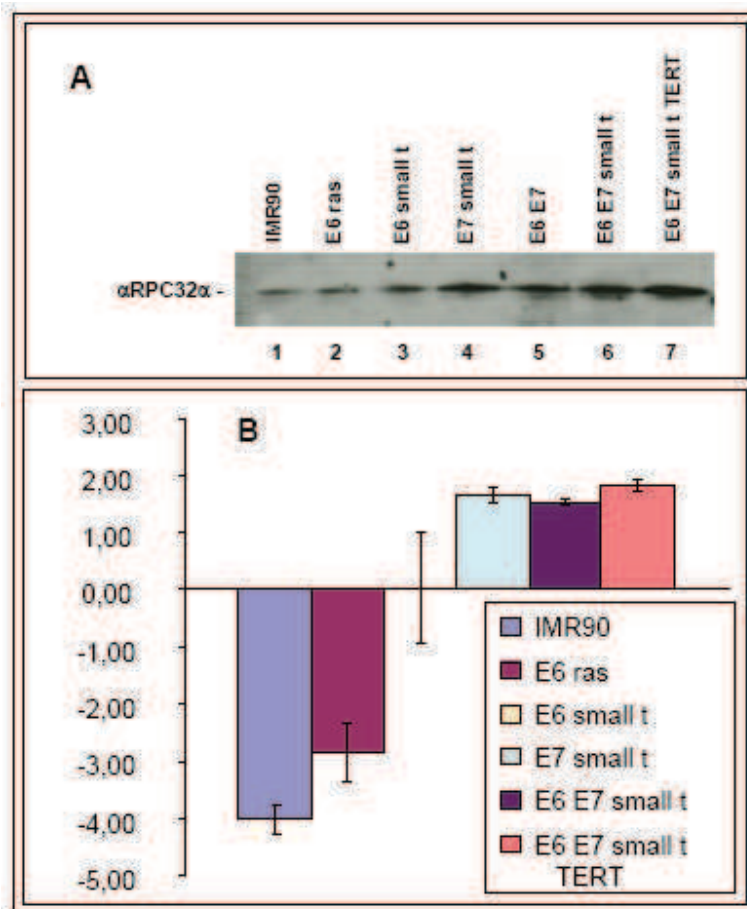 A
IMR90
E6 ras
E6 small t
E7 small t
E6 E7
E6 E7 small t
E6 E7 small t TERT
αRPC32α -
1 2 3 4 5 6 7
B
3,00
2,00
1,00
0,00
-1,00
-2,00
-3,00
-4,00
-5,00
IMR90
E6 ras
E6 small t
E7 small t
E6 E7 small t
E6 E7 small t
TERT